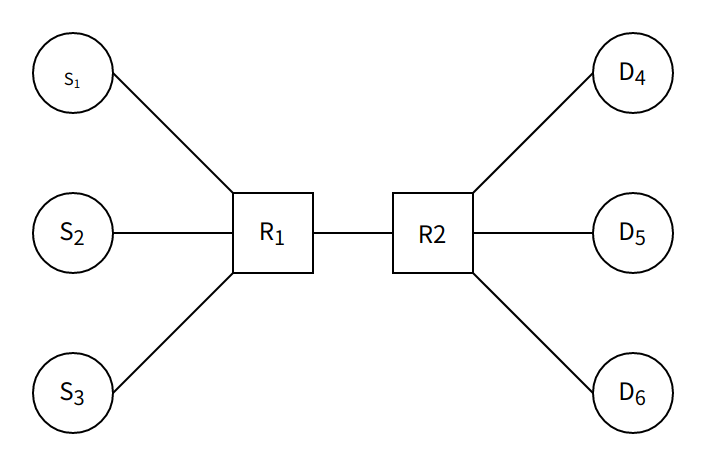 S₁
D₄
S₂
R₁
R2
D₅
S₃
D₆